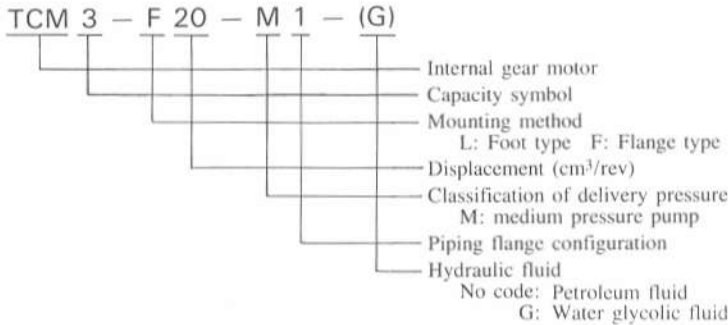 TCM 3 – F 20 – M 1 – (G)
Internal gear motor
Capacity symbol
Mounting method
L: Foot type F: Flange type
Displacement (cm³/rev)
Classification of delivery pressure
M: medium pressure pump
Piping flange configuration
Hydraulic fluid
No code: Petroleum fluid
G: Water glycolic fluid